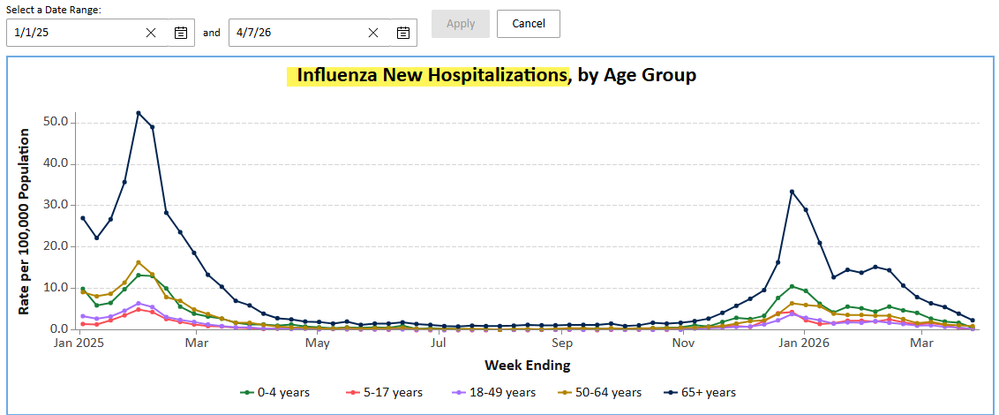 Select a Date Range:
1/1/25 and 4/7/26 Apply Cancel
Influenza New Hospitalizations, by Age Group
Rate per 100,000 Population
50.0
40.0
30.0
20.0
10.0
0.0
Jan 2025 Mar May Jul Sep Nov Jan 2026 Mar
Week Ending
0-4 years 5-17 years 18-49 years 50-64 years 65+ years